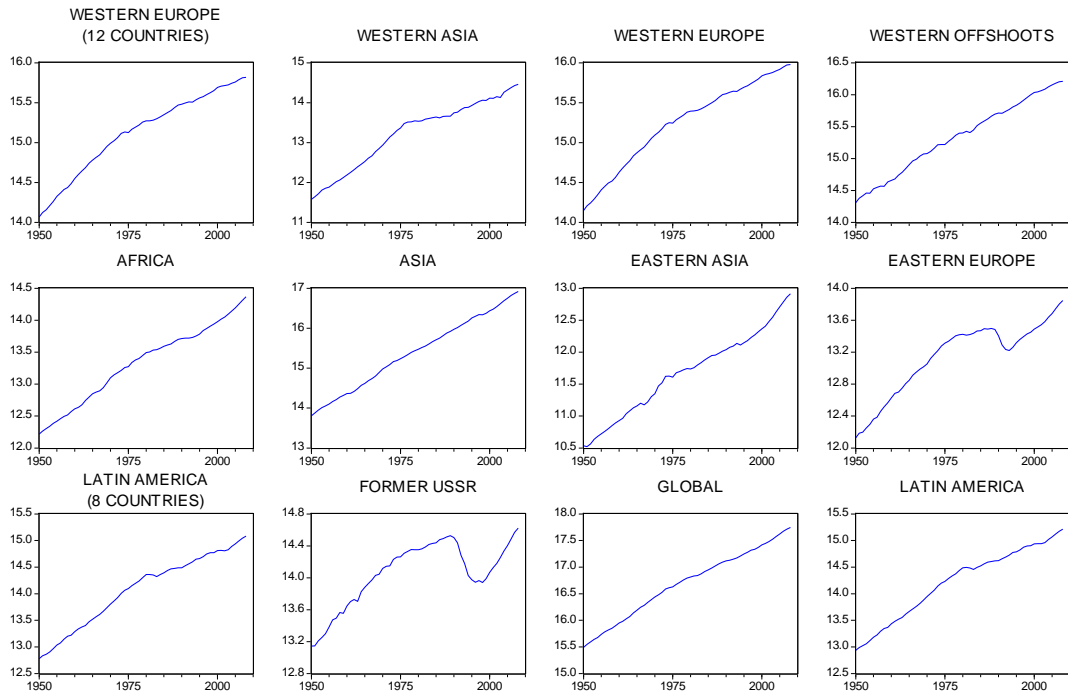 WESTERN EUROPE
(12 COUNTRIES)
WESTERN ASIA
WESTERN EUROPE
WESTERN OFFSHOOTS
16.0
15.5
15.0
14.5
14.0
1950 1975 2000
15
14
13
12
11
1950 1975 2000
16.0
15.5
15.0
14.5
14.0
1950 1975 2000
16.5
16.0
15.5
15.0
14.5
14.0
1950 1975 2000
AFRICA
ASIA
EASTERN ASIA
EASTERN EUROPE
14.5
14.0
13.5
13.0
12.5
12.0
1950 1975 2000
17
16
15
14
13
1950 1975 2000
13.0
12.5
12.0
11.5
11.0
10.5
1950 1975 2000
14.0
13.6
13.2
12.8
12.4
12.0
1950 1975 2000
LATIN AMERICA
(8 COUNTRIES)
FORMER USSR
GLOBAL
LATIN AMERICA
15.5
15.0
14.5
14.0
13.5
13.0
12.5
1950 1975 2000
14.8
14.4
14.0
13.6
13.2
12.8
1950 1975 2000
18.0
17.5
17.0
16.5
16.0
15.5
15.0
1950 1975 2000
15.5
15.0
14.5
14.0
13.5
13.0
12.5
1950 1975 2000